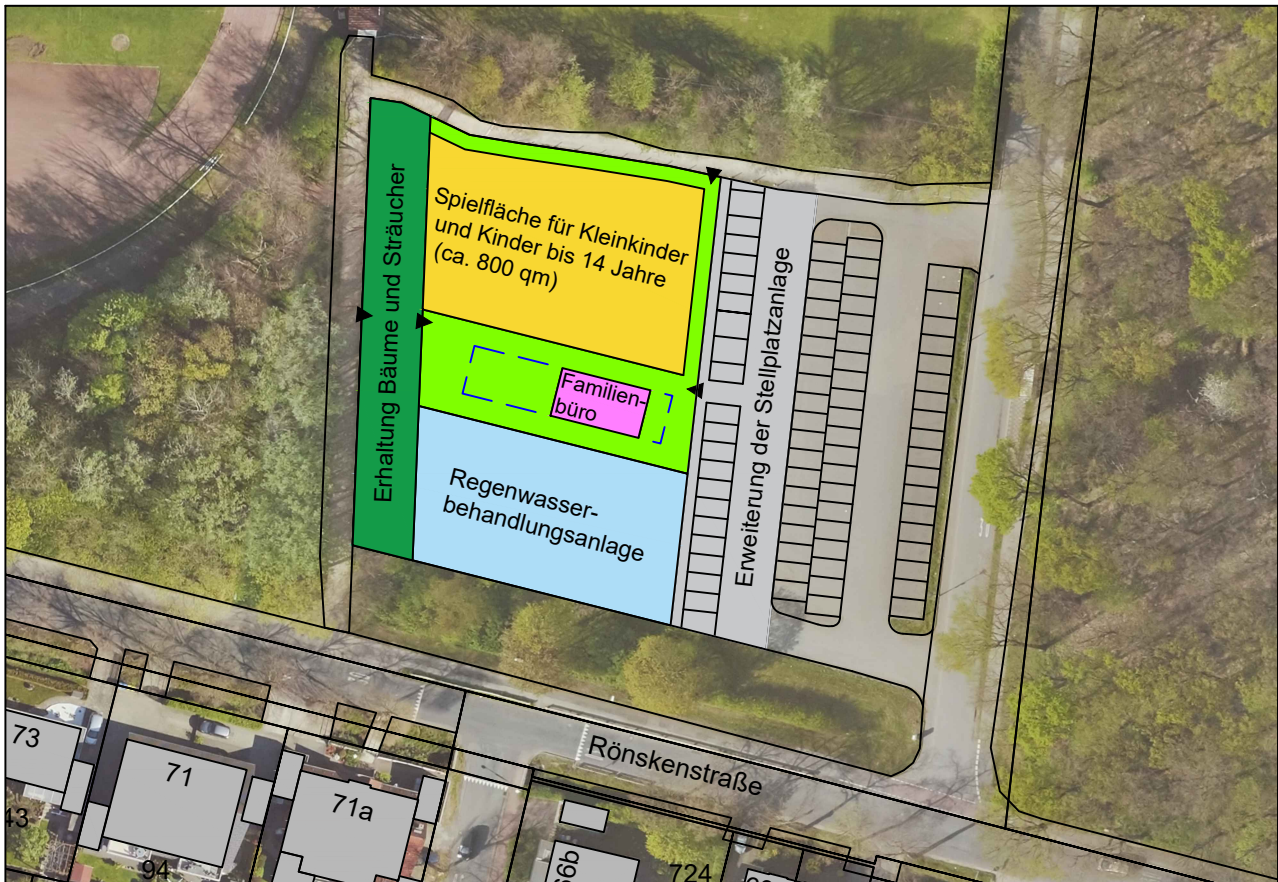 Erhaltung Bäume und Sträucher
Spielfläche für Kleinkinder
und Kinder bis 14 Jahre
(ca. 800 qm)
Familien-
büro
Regenwasser-
behandlungsanlage
Erweiterung der Stellplatzanlage
Rönskenstraße
73
71
71a
43
94
66b
724